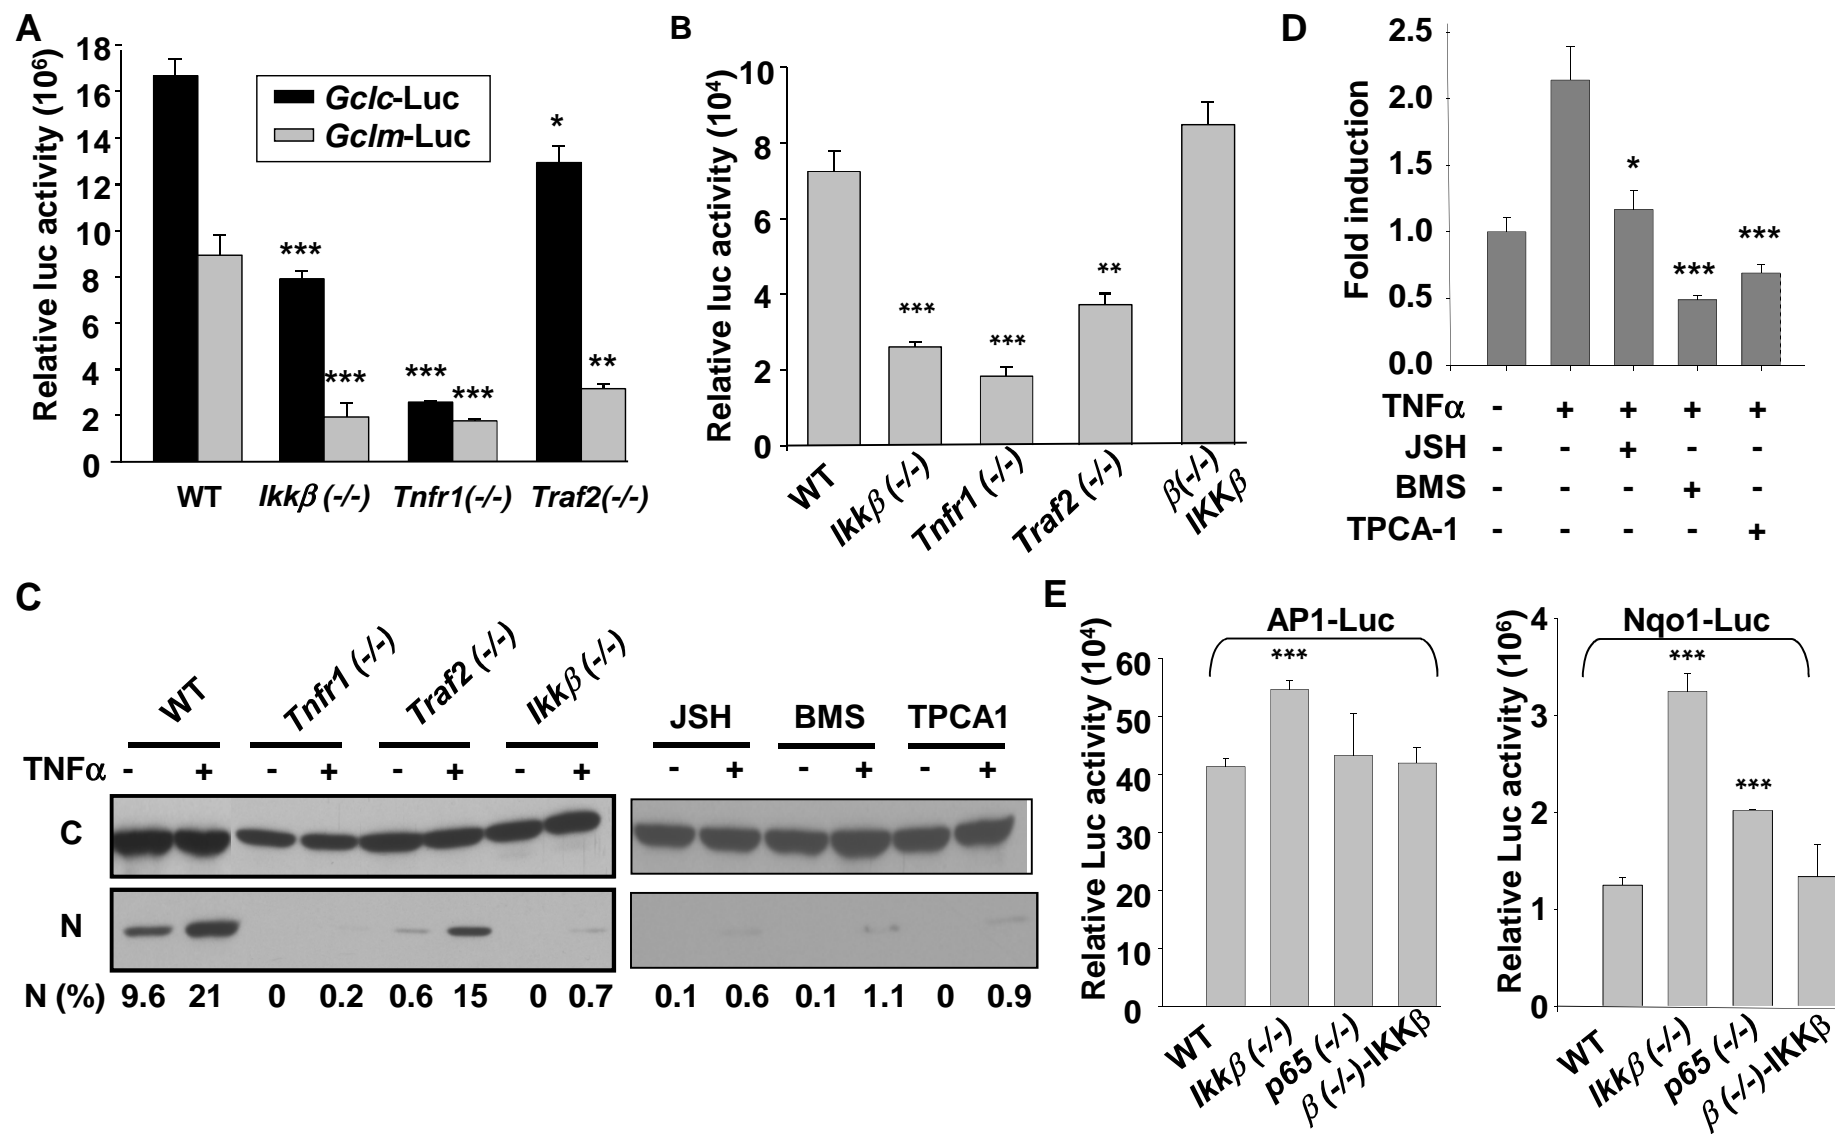 A
Relative luc activity (10⁶)
18
16
14
12
10
8
6
4
2
0
Gclc-Luc
Gclm-Luc
***
***
***
***
*
**
WT
Ikkβ (-/-)
Tnfr1(-/-)
Traf2(-/-)
B
Relative luc activity (10⁴)
10
8
6
4
2
0
***
***
**
WT
Ikkβ (-/-)
Tnfr1 (-/-)
Traf2 (-/-)
β(-/-)
IKKβ
D
Fold induction
2.5
2.0
1.5
1.0
0.5
0.0
*
***
***
TNFα - + + + +
JSH - - + - -
BMS - - - + -
TPCA-1 - - - - +
C
WT
Tnfr1 (-/-)
Traf2 (-/-)
Ikkβ (-/-)
JSH
BMS
TPCA1
TNFα - + - + - + - + - + - + - +
C
N
N (%) 9.6 21 0 0.2 0.6 15 0 0.7 0.1 0.6 0.1 1.1 0 0.9
E
AP1-Luc
Relative Luc activity (10⁴)
60
50
40
30
20
10
0
***
WT
Ikkβ (-/-)
p65 (-/-)
β (-/-)-IKKβ
Nqo1-Luc
Relative Luc activity (10⁶)
4
3
2
1
0
***
***
WT
Ikkβ (-/-)
p65 (-/-)
β (-/-)-IKKβ